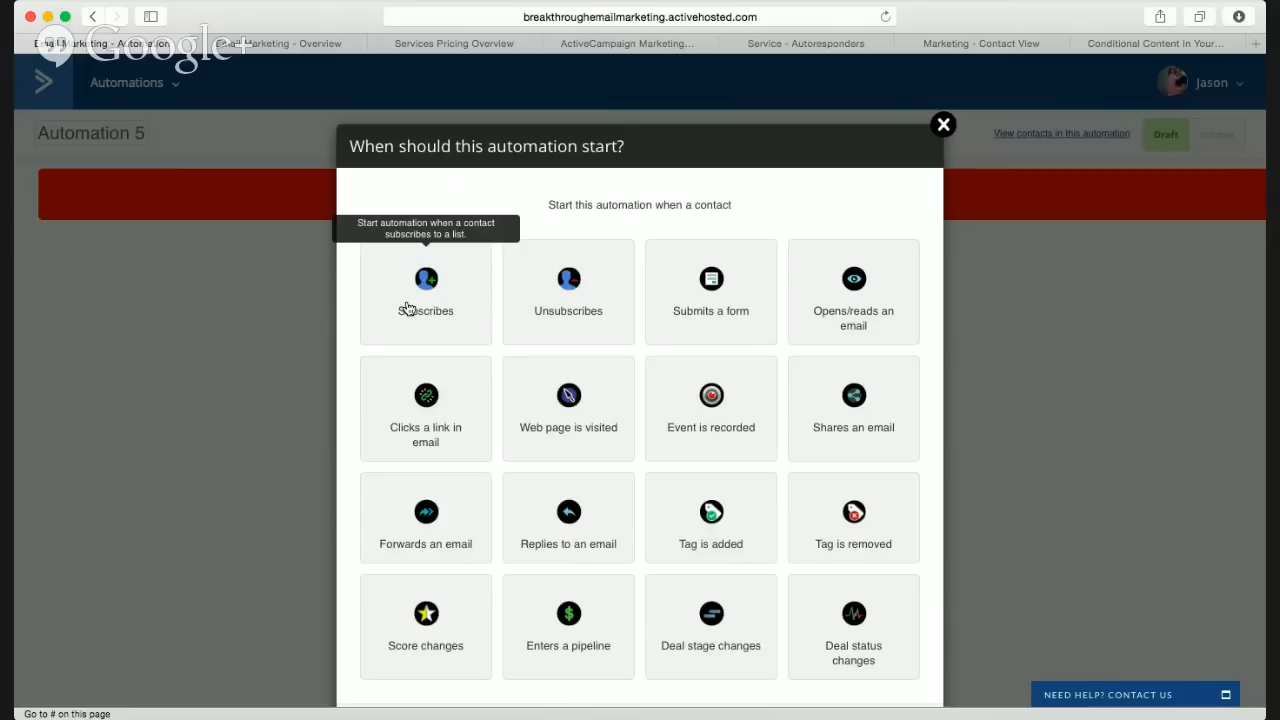 breakthroughemailmarketing.activehosted.com
Email Marketing - Automation
Email Marketing - Overview
Services Pricing Overview
ActiveCampaign Marketing...
Service - Autoresponders
Marketing - Contact View
Conditional Content In Your...
Google+
Automations
Jason
Automation 5
View contacts in this automation
Draft
When should this automation start?
Start this automation when a contact
Start automation when a contact
subscribes to a list.
Subscribes
Unsubscribes
Submits a form
Opens/reads an
email
Clicks a link in
email
Web page is visited
Event is recorded
Shares an email
Forwards an email
Replies to an email
Tag is added
Tag is removed
Score changes
Enters a pipeline
Deal stage changes
Deal status
changes
NEED HELP? CONTACT US
Go to # on this page